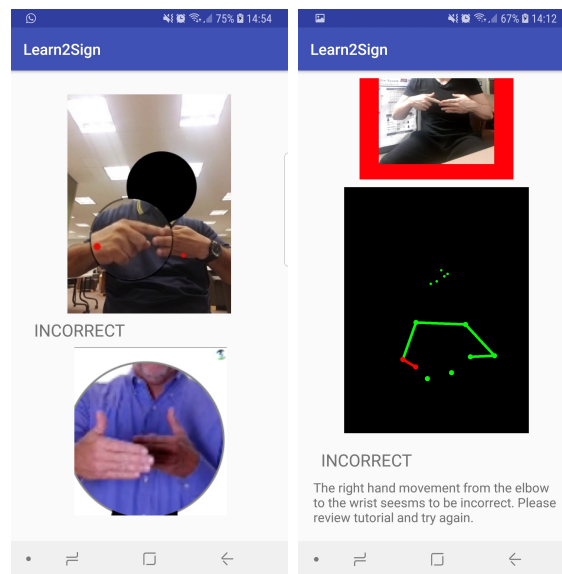 75% 14:54
Learn2Sign
INCORRECT
67% 14:12
Learn2Sign
INCORRECT
The right hand movement from the elbow
to the wrist seesms to be incorrect. Please
review tutorial and try again.